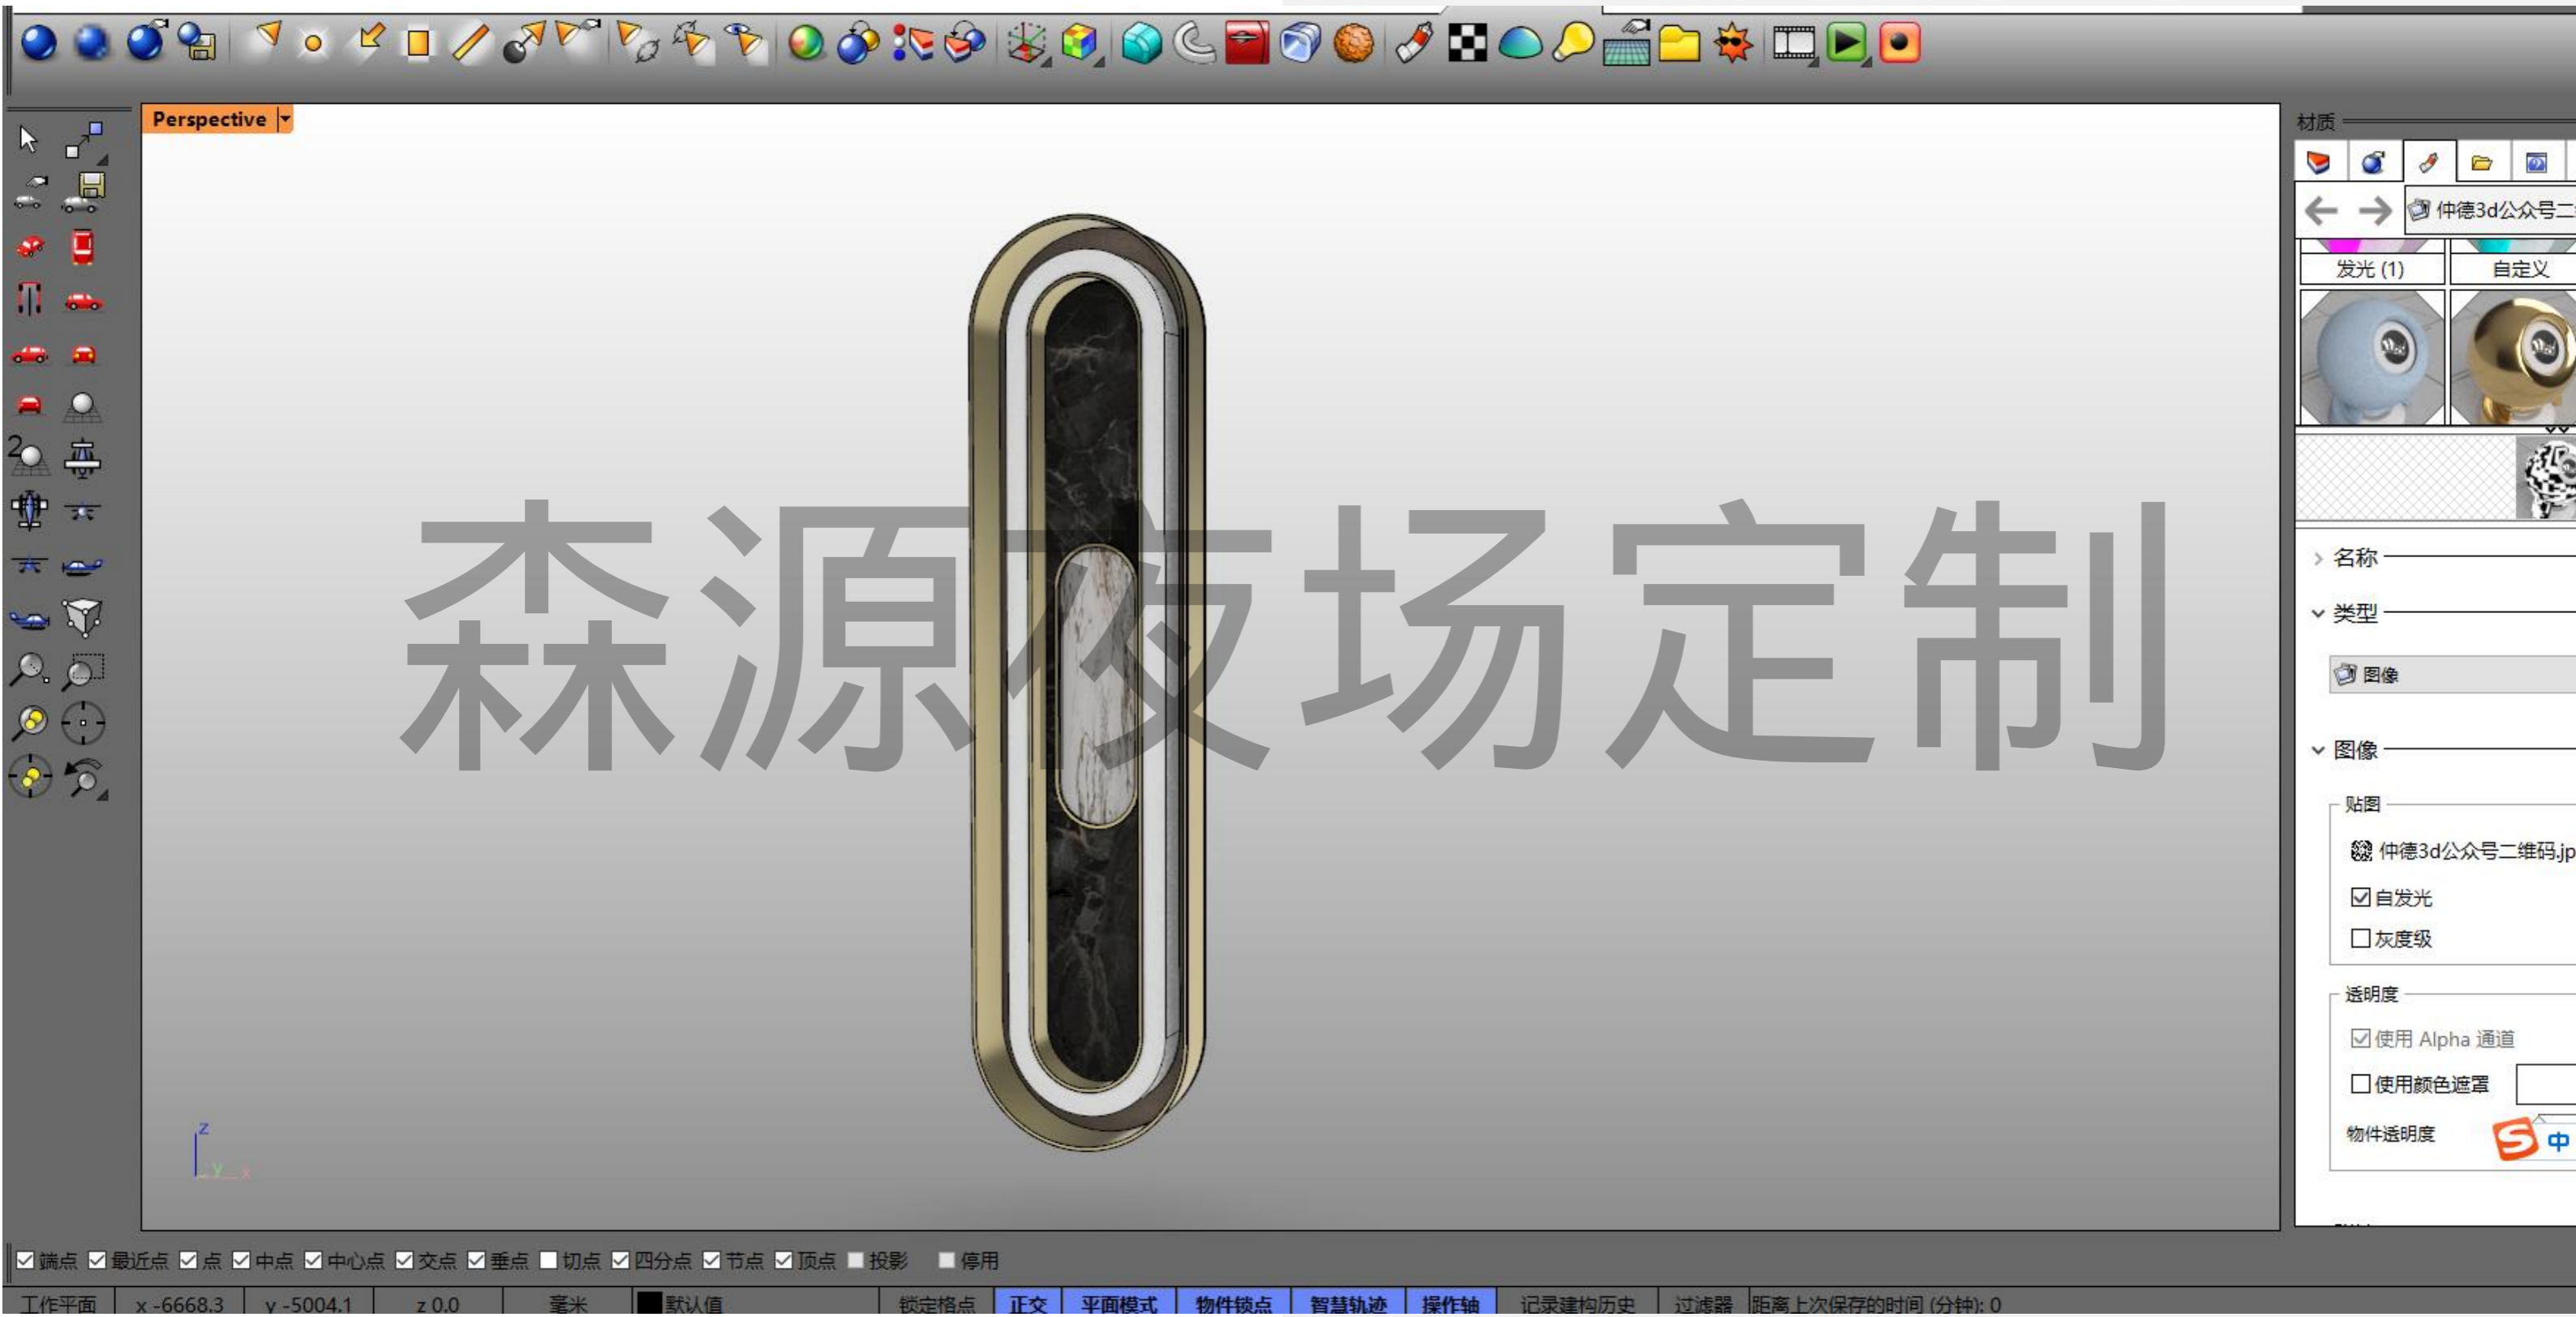 Perspective
材质
仲德3d公众号二
发光 (1)
自定义
名称
类型
图像
图像
贴图
仲德3d公众号二维码.jp
自发光
灰度级
透明度
使用 Alpha 通道
使用颜色遮罩
物件透明度
中
森源夜场定制
z
y x
端点 最近点 点 中点 中心点 交点 垂点 切点 四分点 节点 顶点 投影 停用
工作平面 x -6668.3 y -5004.1 z 0.0 毫米 默认值 锁定格点 正交 平面模式 物件锁点 智慧轨迹 操作轴 记录建构历史 过滤器 距离上次保存的时间 (分钟): 0